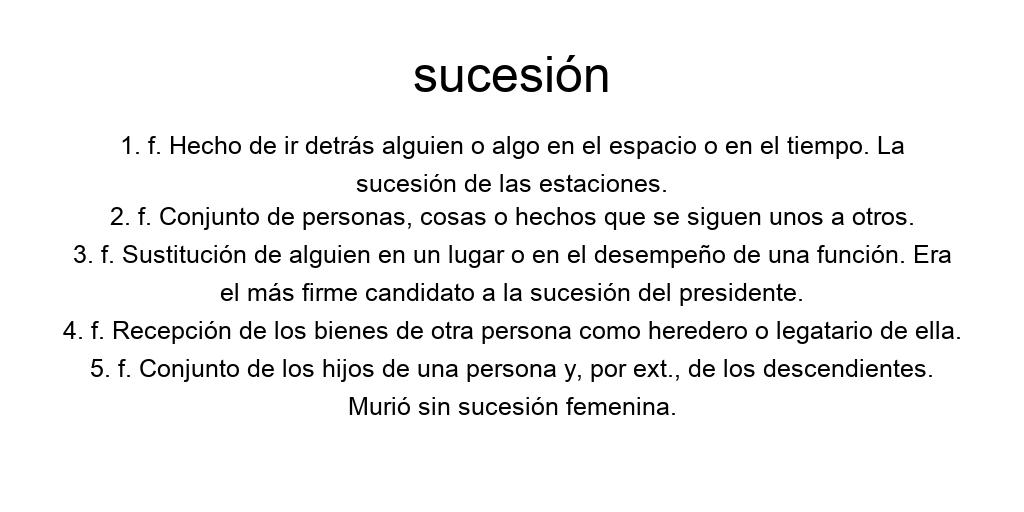 sucesión
1. f. Hecho de ir detrás alguien o algo en el espacio o en el tiempo. La
sucesión de las estaciones.
2. f. Conjunto de personas, cosas o hechos que se siguen unos a otros.
3. f. Sustitución de alguien en un lugar o en el desempeño de una función. Era
el más firme candidato a la sucesión del presidente.
4. f. Recepción de los bienes de otra persona como heredero o legatario de ella.
5. f. Conjunto de los hijos de una persona y, por ext., de los descendientes.
Murió sin sucesión femenina.